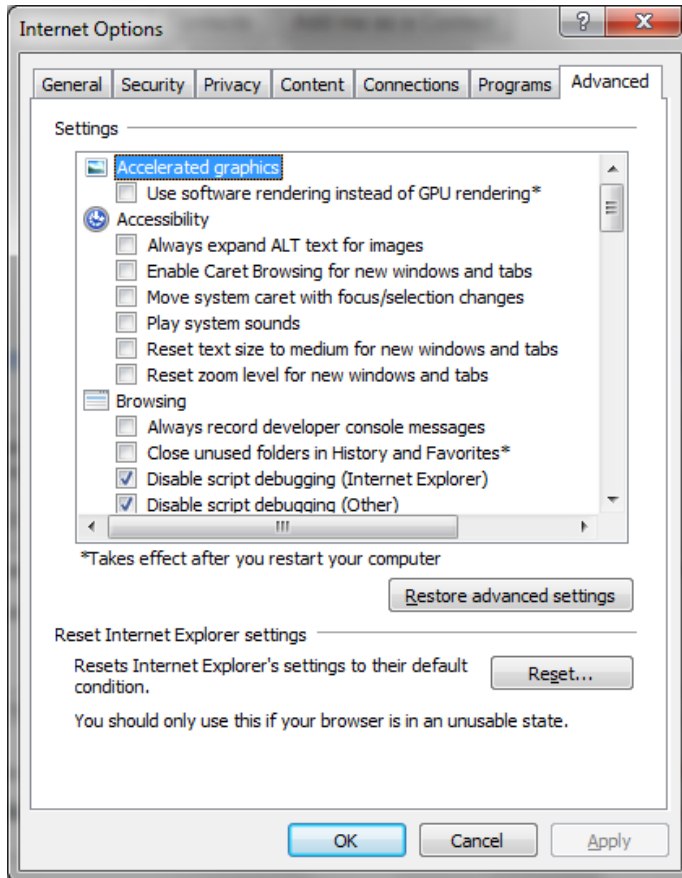 Internet Options
General Security Privacy Content Connections Programs Advanced
Settings
Accelerated graphics
Use software rendering instead of GPU rendering*
Accessibility
Always expand ALT text for images
Enable Caret Browsing for new windows and tabs
Move system caret with focus/selection changes
Play system sounds
Reset text size to medium for new windows and tabs
Reset zoom level for new windows and tabs
Browsing
Always record developer console messages
Close unused folders in History and Favorites*
Disable script debugging (Internet Explorer)
Disable script debugging (Other)
*Takes effect after you restart your computer
Restore advanced settings
Reset Internet Explorer settings
Resets Internet Explorer's settings to their default
condition.
Reset...
You should only use this if your browser is in an unusable state.
OK Cancel Apply